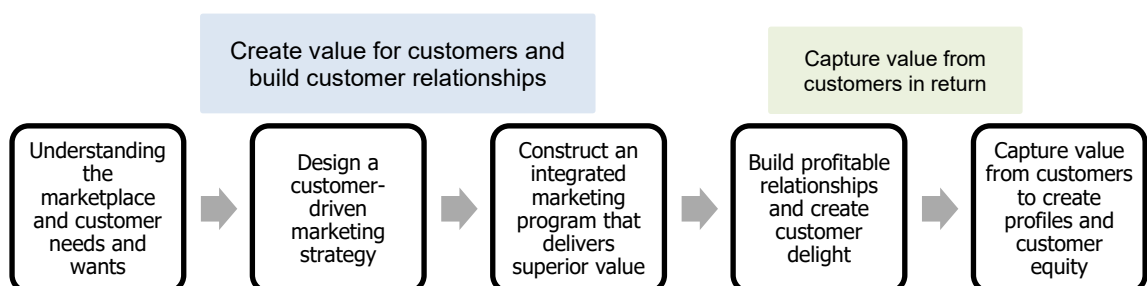 Create value for customers and
build customer relationships
Capture value from
customers in return
Understanding
the
marketplace
and customer
needs and
wants
Design a
customer-
driven
marketing
strategy
Construct an
integrated
marketing
program that
delivers
superior value
Build profitable
relationships
and create
customer
delight
Capture value
from customers
to create
profiles and
customer
equity